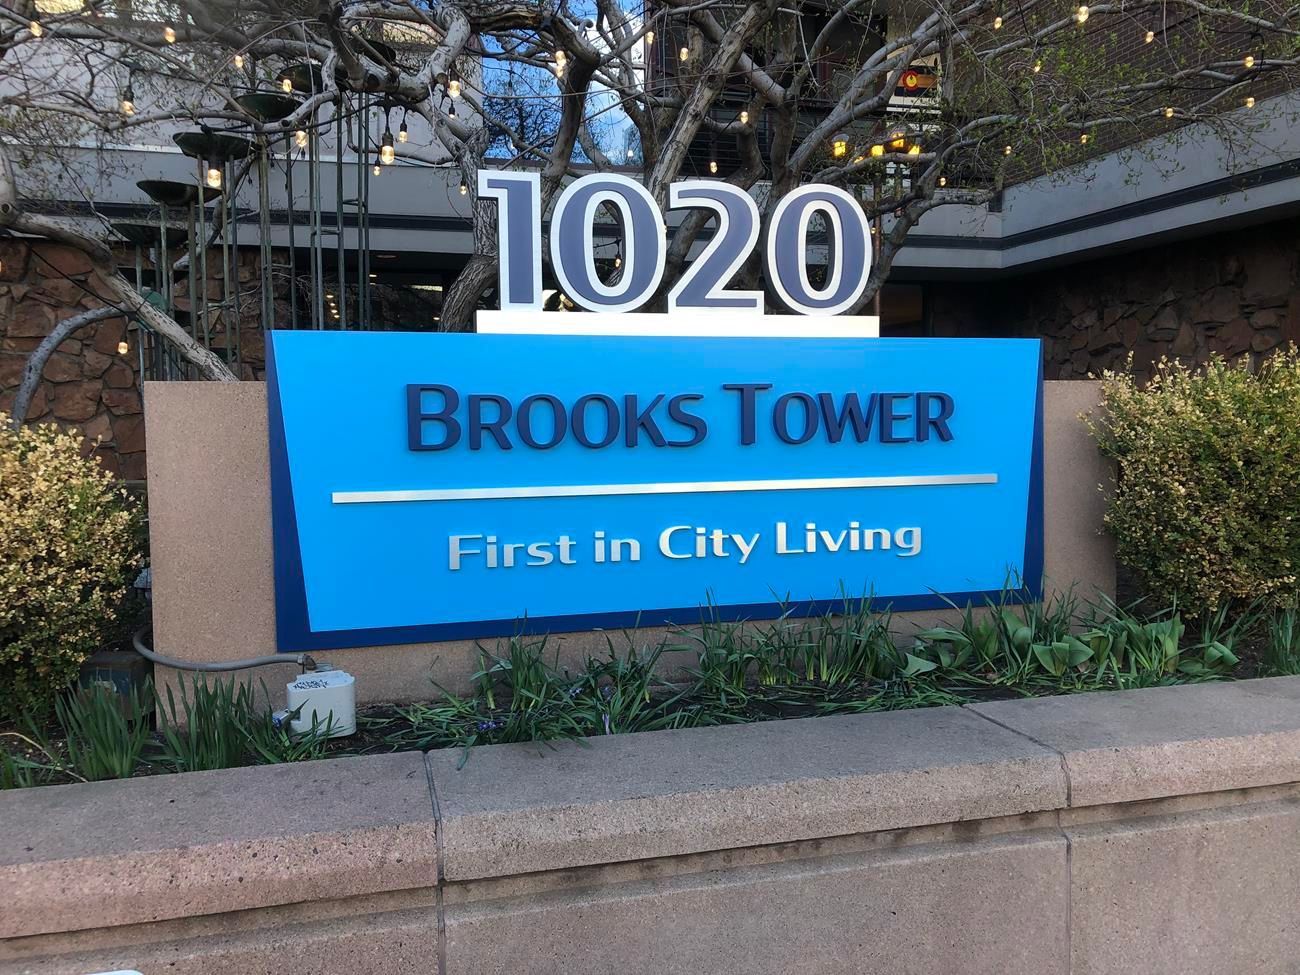 1020
BROOKS TOWER
First in City Living